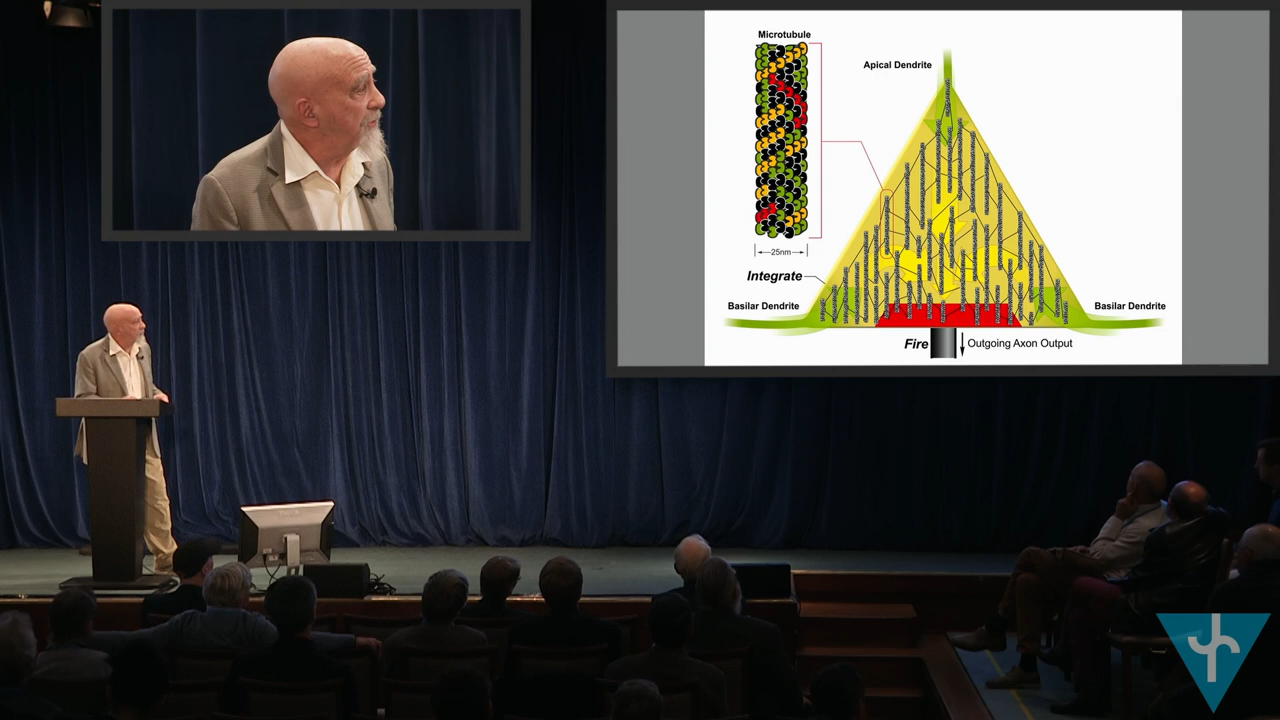 Microtubule
Apical Dendrite
25nm
Integrate
Basilar Dendrite
Basilar Dendrite
Fire
Outgoing Axon Output